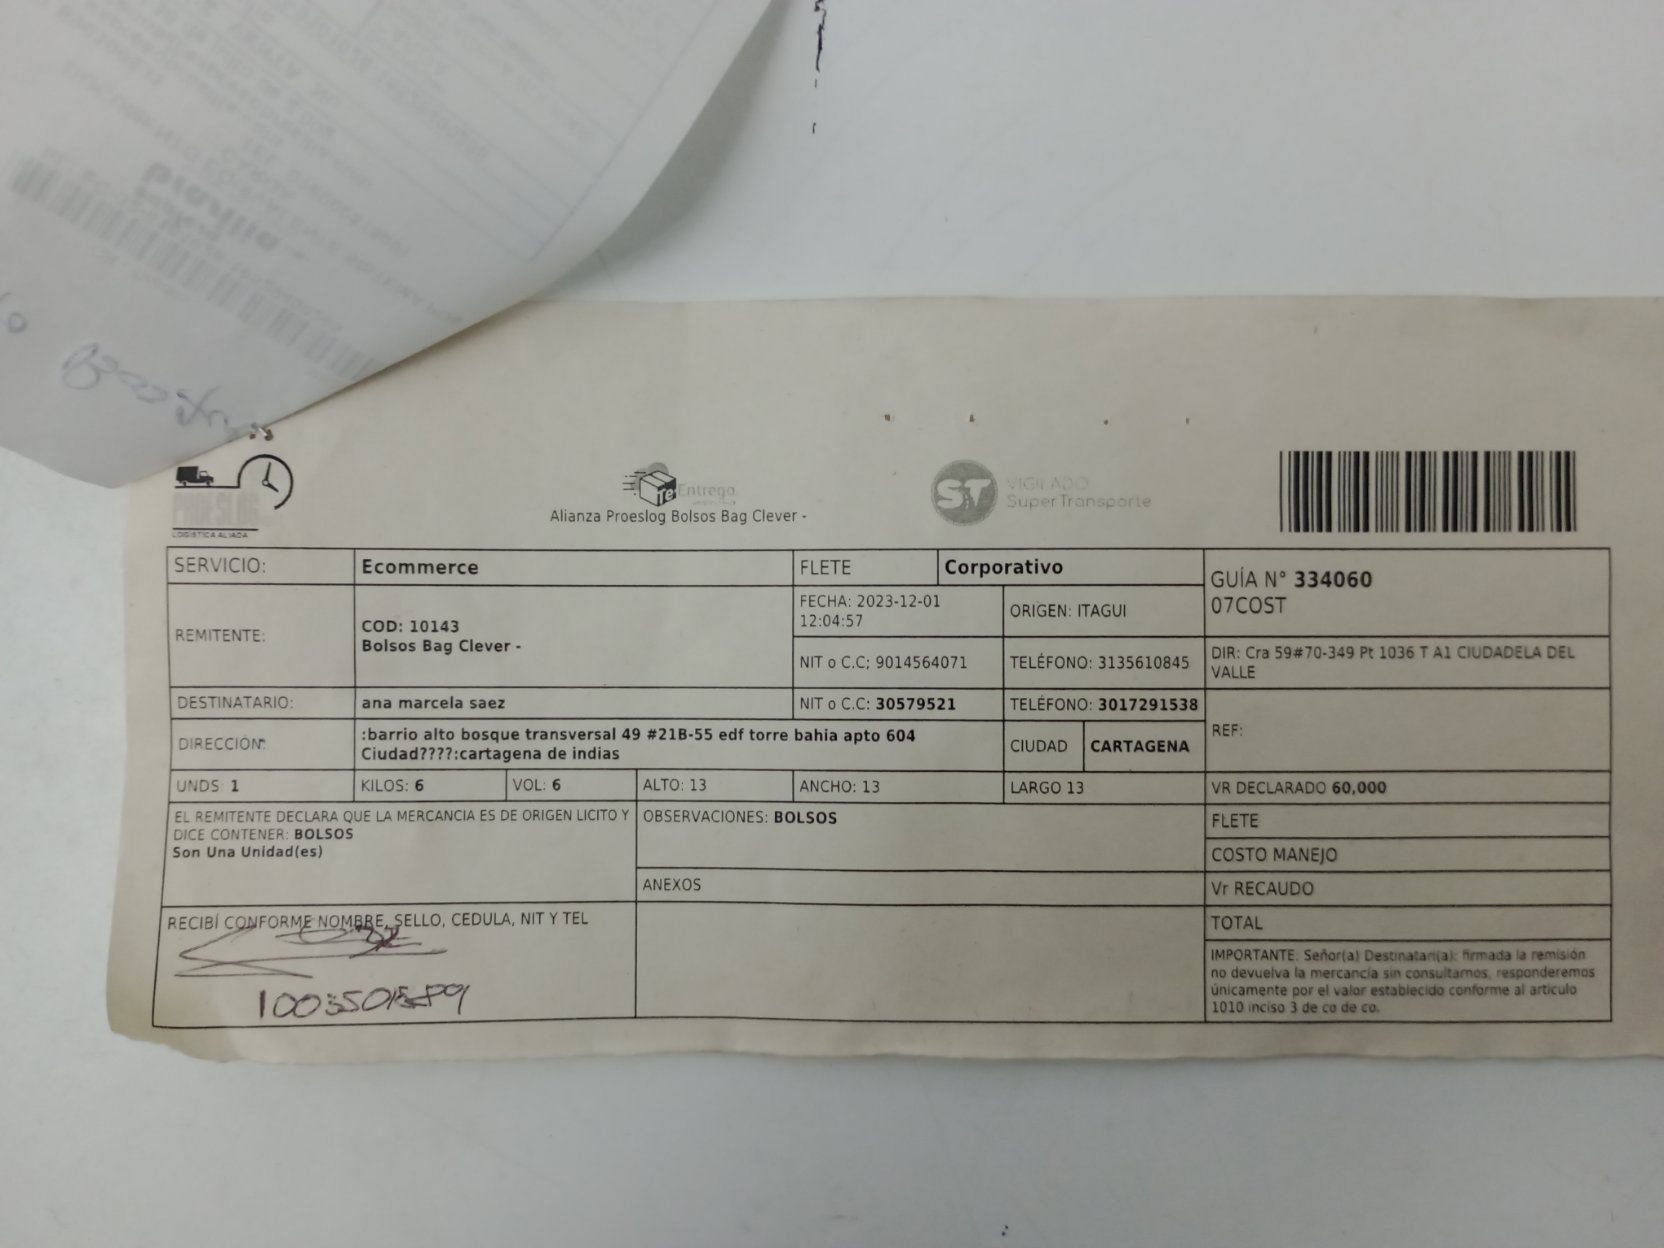 PROESLOG
LOGISTICA ALIADA
Te Entrego
Alianza Proeslog Bolsos Bag Clever -
ST
VIGILADO
SuperTransporte
SERVICIO:
Ecommerce
FLETE
Corporativo
GUÍA N° 334060
07COST
REMITENTE:
COD: 10143
Bolsos Bag Clever -
FECHA: 2023-12-01
12:04:57
ORIGEN: ITAGUI
NIT o C.C; 9014564071
TELÉFONO: 3135610845
DIR: Cra 59#70-349 Pt 1036 T A1 CIUDADELA DEL
VALLE
DESTINATARIO:
ana marcela saez
NIT o C.C: 30579521
TELÉFONO: 3017291538
REF:
DIRECCIÓN:
:barrio alto bosque transversal 49 #21B-55 edf torre bahia apto 604
Ciudad????:cartagena de indias
CIUDAD
CARTAGENA
UNDS: 1
KILOS: 6
VOL: 6
ALTO: 13
ANCHO: 13
LARGO 13
VR DECLARADO 60,000
EL REMITENTE DECLARA QUE LA MERCANCIA ES DE ORIGEN LICITO Y
DICE CONTENER: BOLSOS
Son Una Unidad(es)
OBSERVACIONES: BOLSOS
FLETE
COSTO MANEJO
ANEXOS
Vr RECAUDO
RECIBÍ CONFORME NOMBRE, SELLO, CEDULA, NIT Y TEL
TOTAL
IMPORTANTE: Señor(a) Destinatari(a): firmada la remisión
no devuelva la mercancía sin consultarnos, responderemos
únicamente por el valor establecido conforme al articulo
1010 inciso 3 de co de co.